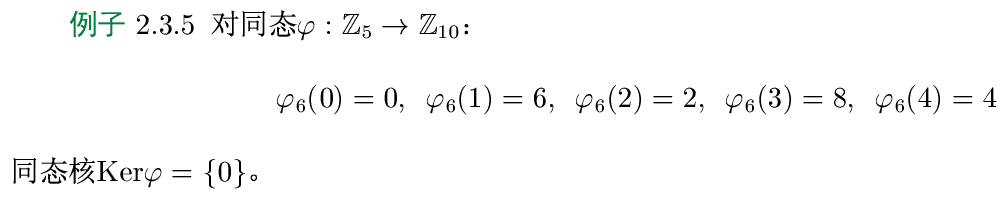 例子 2.3.5 对同态φ : ℤ₅ → ℤ₁₀：
φ₆(0) = 0, φ₆(1) = 6, φ₆(2) = 2, φ₆(3) = 8, φ₆(4) = 4
同态核Kerφ = {0}。